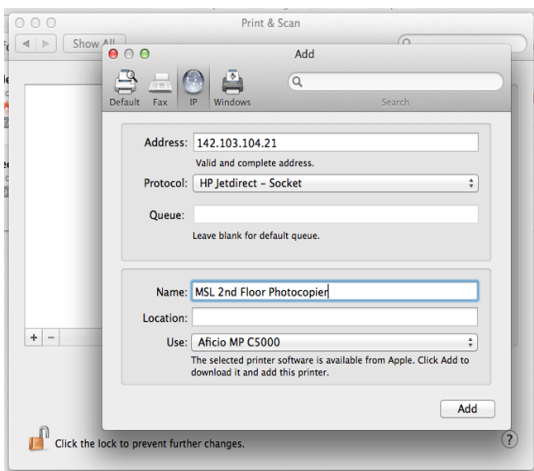 Print & Scan
Show All
Add
Default Fax IP Windows
Search
Address: 142.103.104.21
Valid and complete address.
Protocol: HP Jetdirect – Socket
Queue:
Leave blank for default queue.
Name: MSL 2nd Floor Photocopier
Location:
Use: Aficio MP C5000
The selected printer software is available from Apple. Click Add to
download it and add this printer.
+ −
Add
Click the lock to prevent further changes.
?